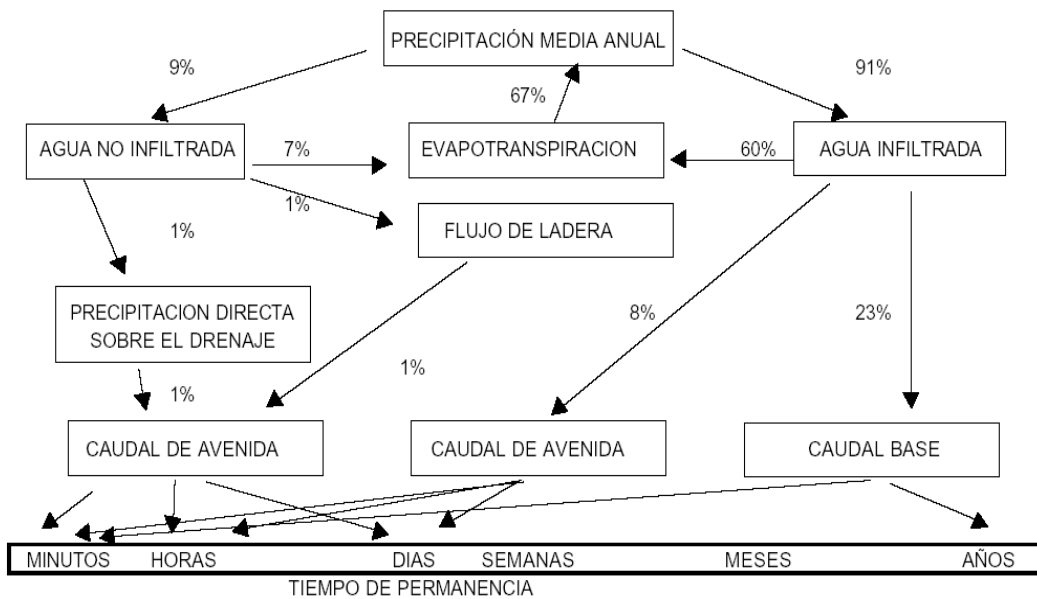 PRECIPITACIÓN MEDIA ANUAL
9%
91%
67%
AGUA NO INFILTRADA
7%
EVAPOTRANSPIRACION
60%
AGUA INFILTRADA
1%
FLUJO DE LADERA
1%
PRECIPITACION DIRECTA
SOBRE EL DRENAJE
8%
23%
1%
1%
CAUDAL DE AVENIDA
CAUDAL DE AVENIDA
CAUDAL BASE
MINUTOS HORAS DIAS SEMANAS MESES AÑOS
TIEMPO DE PERMANENCIA